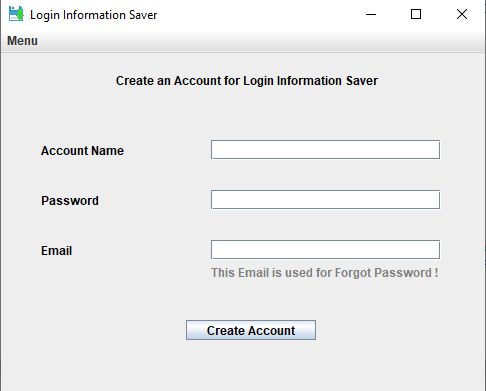 Login Information Saver
Menu
Create an Account for Login Information Saver
Account Name
Password
Email
This Email is used for Forgot Password !
Create Account